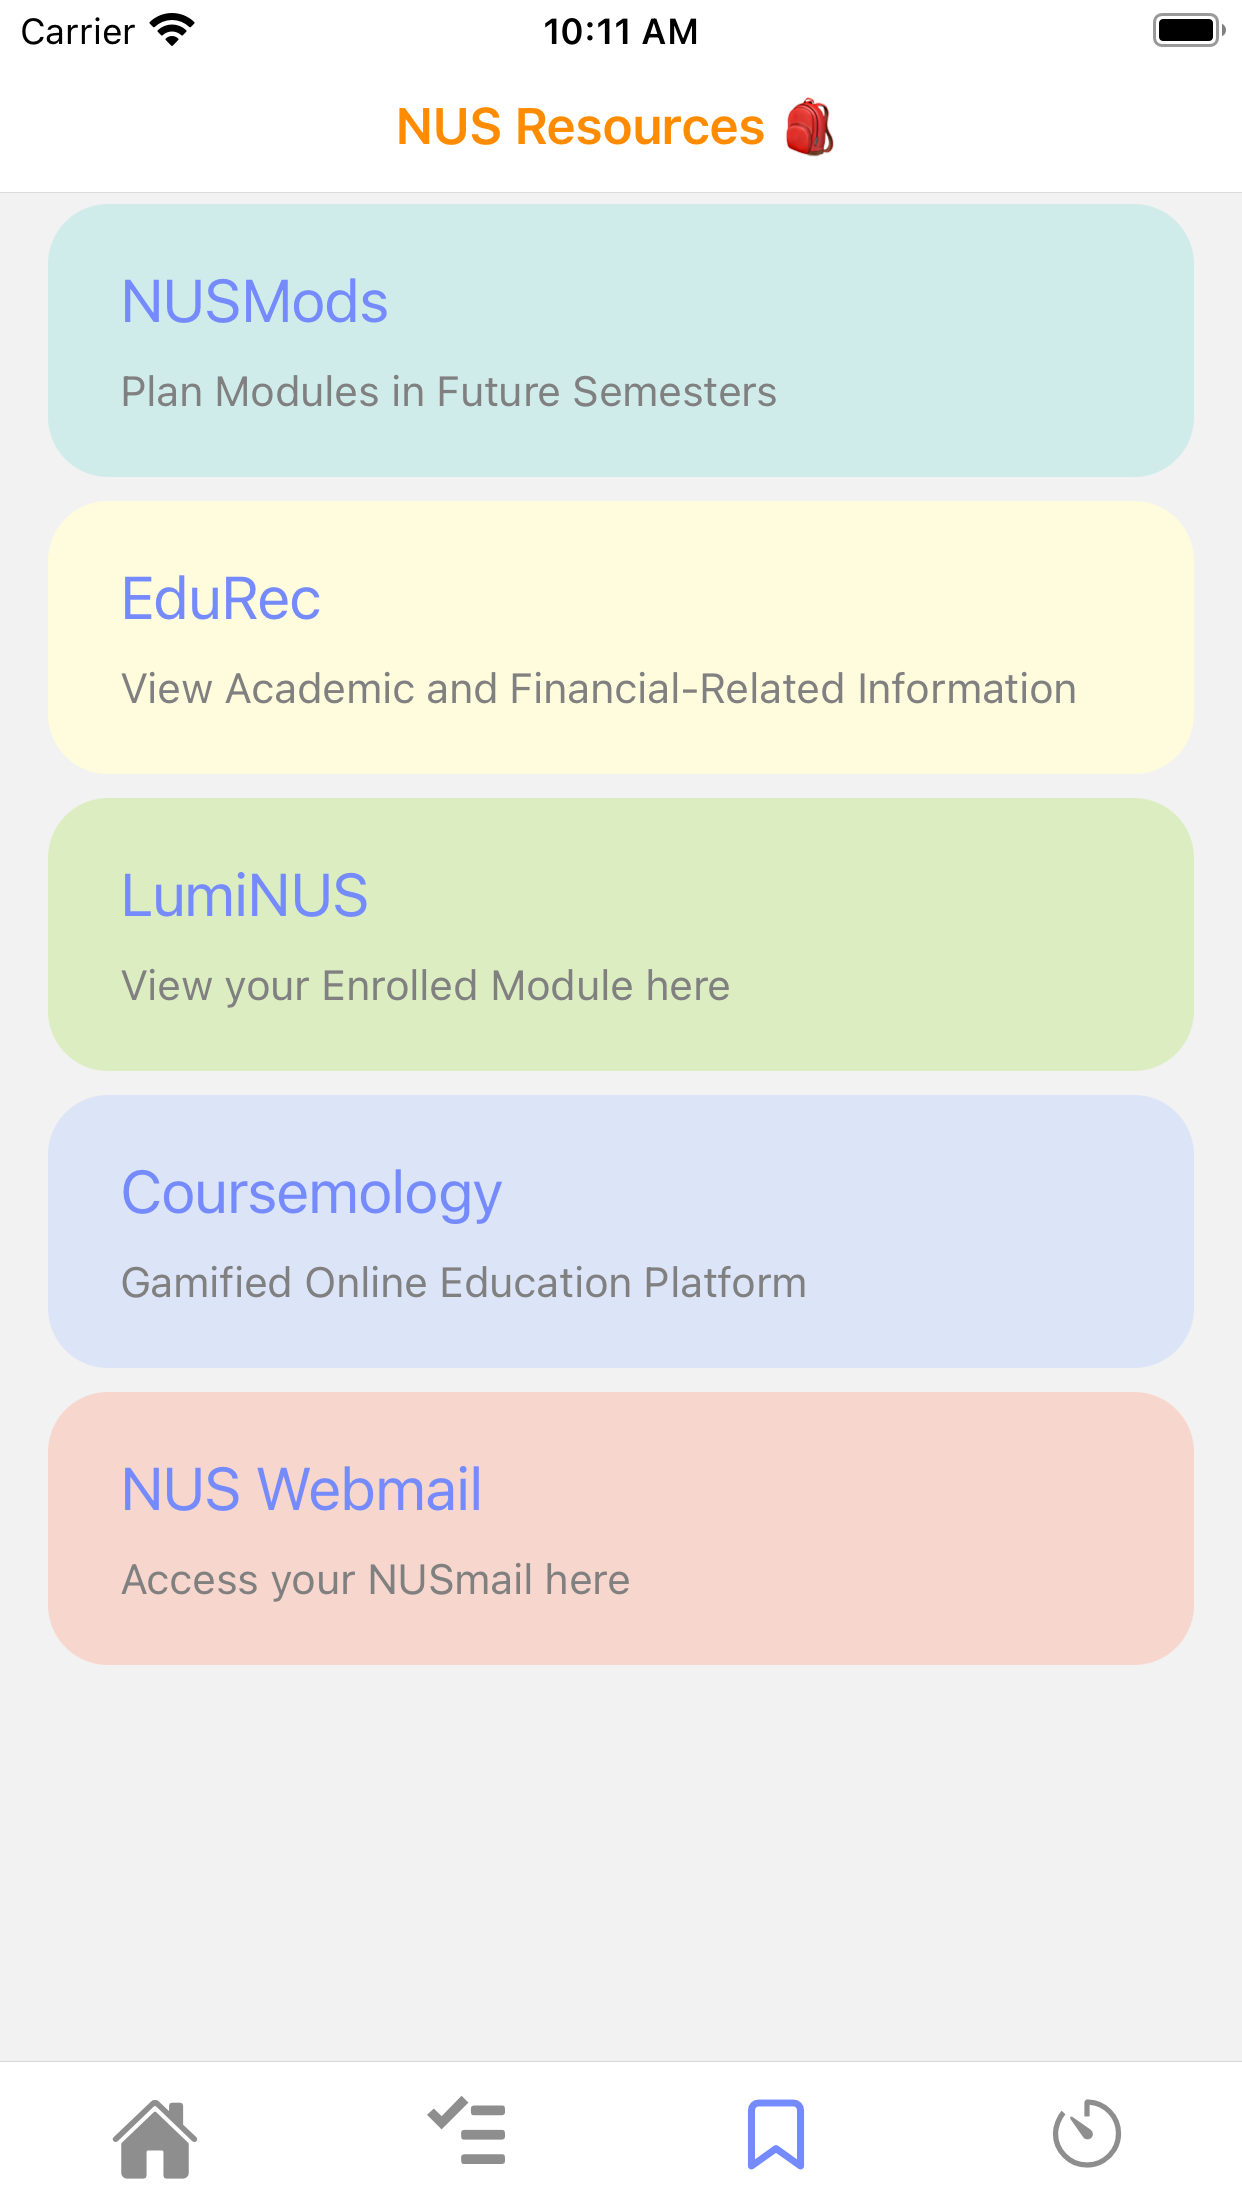 Carrier 10:11 AM
NUS Resources 🎒
NUSMods
Plan Modules in Future Semesters
EduRec
View Academic and Financial-Related Information
LumiNUS
View your Enrolled Module here
Coursemology
Gamified Online Education Platform
NUS Webmail
Access your NUSmail here